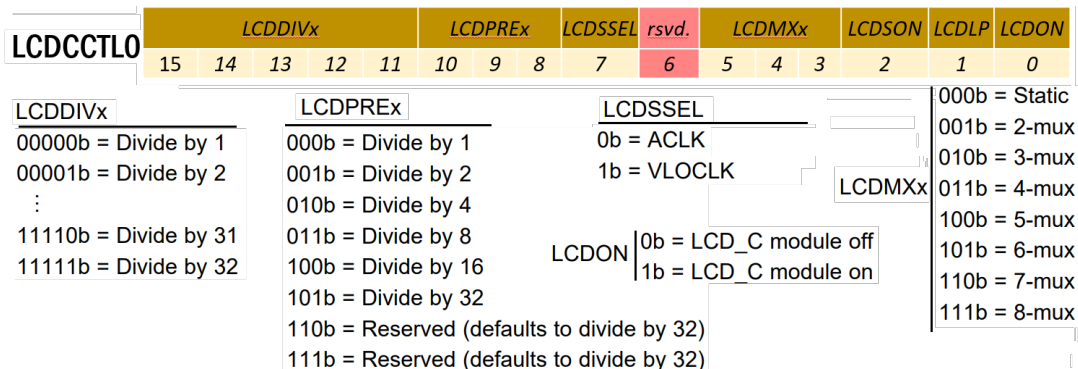 LCDCCTL0
LCDDIVx LCDPREx LCDSSEL rsvd. LCDMXx LCDSON LCDLP LCDON
15 14 13 12 11 10 9 8 7 6 5 4 3 2 1 0
LCDDIVx
00000b = Divide by 1
00001b = Divide by 2
⋮
11110b = Divide by 31
11111b = Divide by 32
LCDPREx
000b = Divide by 1
001b = Divide by 2
010b = Divide by 4
011b = Divide by 8
100b = Divide by 16
101b = Divide by 32
110b = Reserved (defaults to divide by 32)
111b = Reserved (defaults to divide by 32)
LCDSSEL
0b = ACLK
1b = VLOCLK
LCDON
0b = LCD_C module off
1b = LCD_C module on
LCDMXx
000b = Static
001b = 2-mux
010b = 3-mux
011b = 4-mux
100b = 5-mux
101b = 6-mux
110b = 7-mux
111b = 8-mux